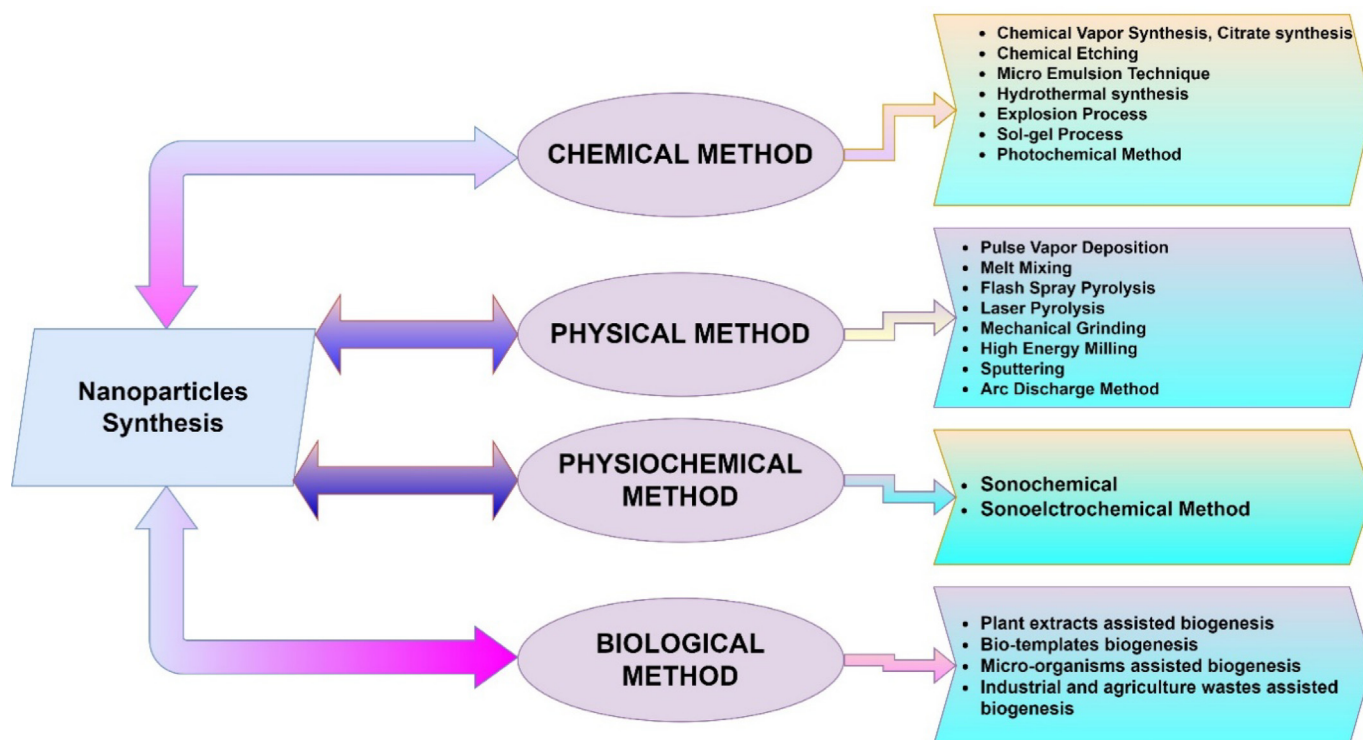 Nanoparticles
Synthesis
CHEMICAL METHOD
• Chemical Vapor Synthesis, Citrate synthesis
• Chemical Etching
• Micro Emulsion Technique
• Hydrothermal synthesis
• Explosion Process
• Sol-gel Process
• Photochemical Method
PHYSICAL METHOD
• Pulse Vapor Deposition
• Melt Mixing
• Flash Spray Pyrolysis
• Laser Pyrolysis
• Mechanical Grinding
• High Energy Milling
• Sputtering
• Arc Discharge Method
PHYSIOCHEMICAL
METHOD
• Sonochemical
• Sonoelctrochemical Method
BIOLOGICAL
METHOD
• Plant extracts assisted biogenesis
• Bio-templates biogenesis
• Micro-organisms assisted biogenesis
• Industrial and agriculture wastes assisted
biogenesis